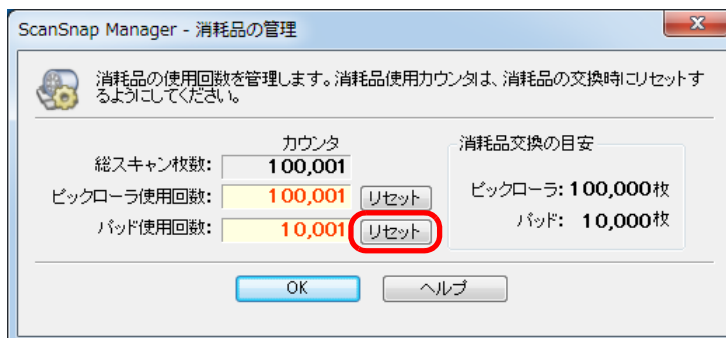 ScanSnap Manager - 消耗品の管理
消耗品の使用回数を管理します。消耗品使用カウンタは、消耗品の交換時にリセットす
るようにしてください。
カウンタ
総スキャン枚数: 100,001
ピックローラ使用回数: 100,001 リセット
パッド使用回数: 10,001 リセット
消耗品交換の目安
ピックローラ: 100,000枚
パッド: 10,000枚
OK
ヘルプ